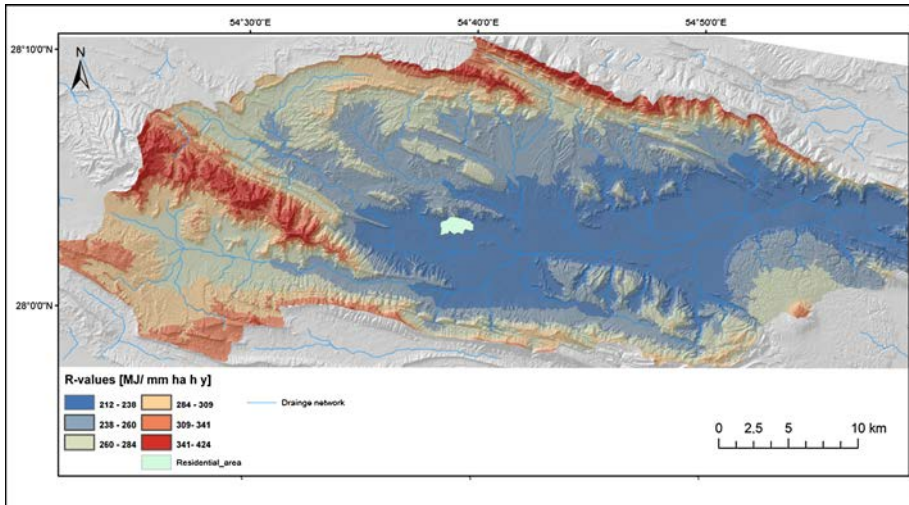 54°30'0"E 54°40'0"E 54°50'0"E
28°10'0"N
N
28°0'0"N
R-values [MJ/ mm ha h y]
212 - 238 284 - 309 Drainge network
238 - 260 309- 341
260 - 284 341- 424
Residential_area
0 2.5 5 10 km